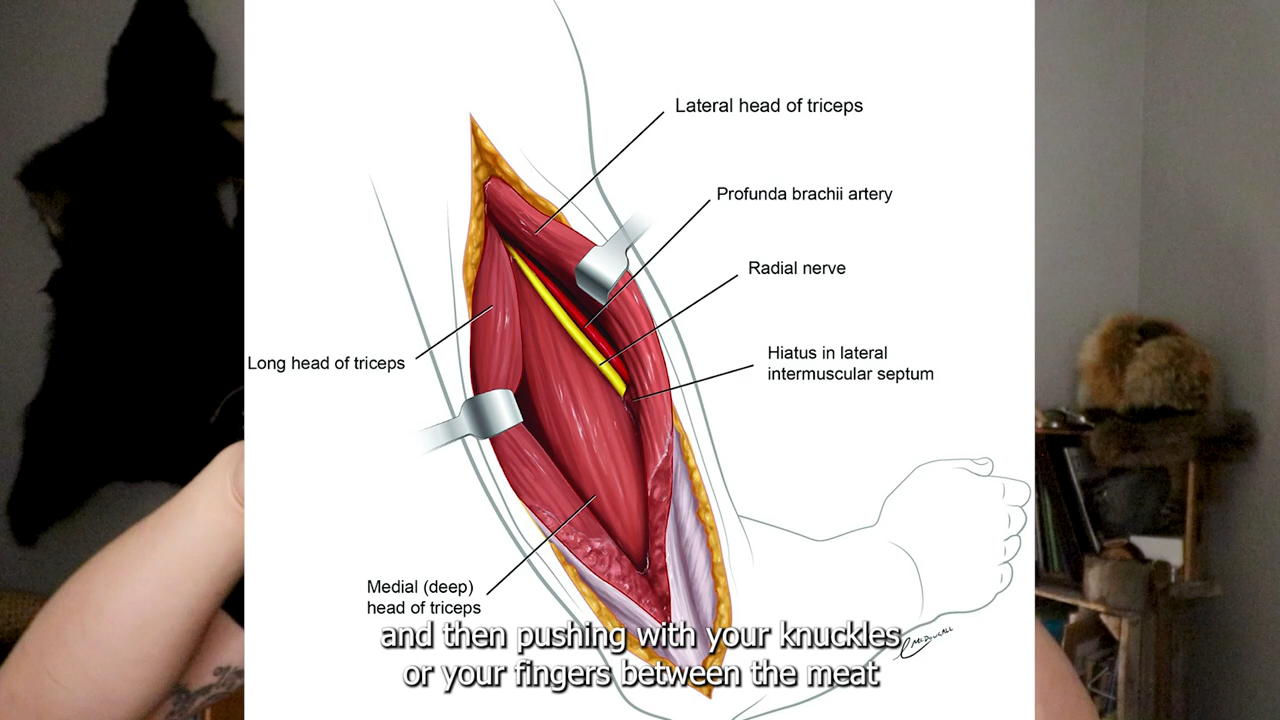 Lateral head of triceps
Profunda brachii artery
Radial nerve
Hiatus in lateral
intermuscular septum
Long head of triceps
Medial (deep)
head of triceps
and then pushing with your knuckles
or your fingers between the meat
McDOUGALL